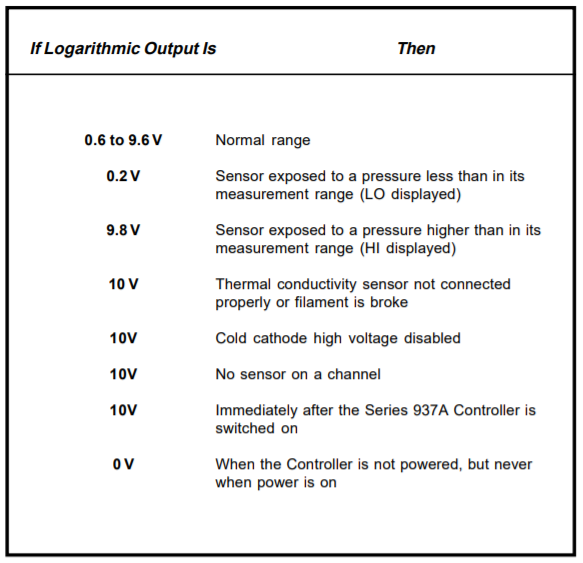 If Logarithmic Output Is Then
0.6 to 9.6 V Normal range
0.2 V Sensor exposed to a pressure less than in its
measurement range (LO displayed)
9.8 V Sensor exposed to a pressure higher than in its
measurement range (HI displayed)
10 V Thermal conductivity sensor not connected
properly or filament is broke
10V Cold cathode high voltage disabled
10V No sensor on a channel
10V Immediately after the Series 937A Controller is
switched on
0 V When the Controller is not powered, but never
when power is on